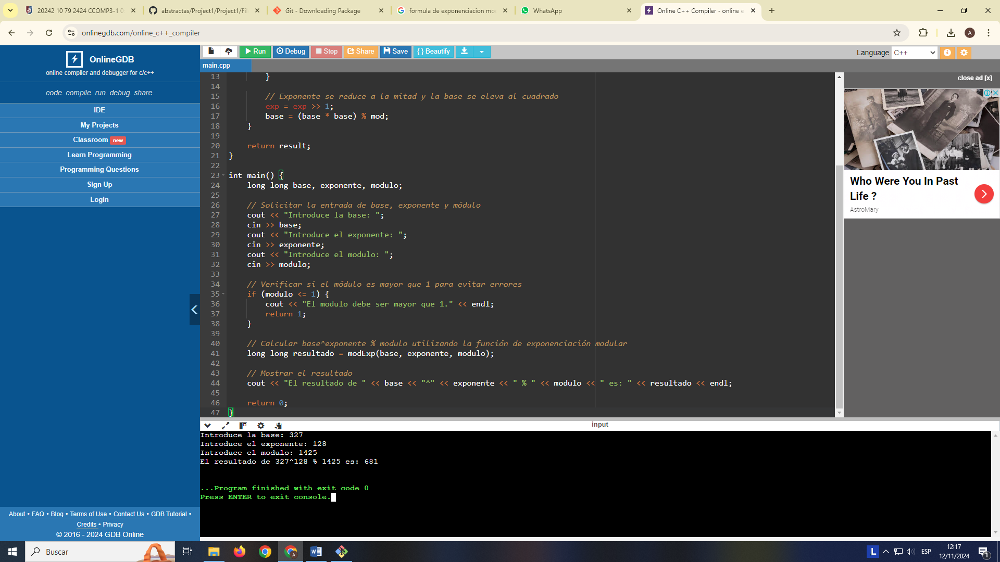 20242 10 79 2424 CCOMP3-1 0
abstractas/Project1/Project1/Fil
Git - Downloading Package
formula de exponenciacion mo
WhatsApp
Online C++ Compiler - online e
onlinegdb.com/online_c++_compiler
A
OnlineGDB
online compiler and debugger for c/c++
code. compile. run. debug. share.
IDE
My Projects
Classroom new
Learn Programming
Programming Questions
Sign Up
Login
Run
Debug
Stop
Share
Save
{ } Beautify
Language C++
main.cpp
13 }
14
15 // Exponente se reduce a la mitad y la base se eleva al cuadrado
16 exp = exp >> 1;
17 base = (base * base) % mod;
18 }
19
20 return result;
21 }
22
23 int main() {
24 long long base, exponente, modulo;
25
26 // Solicitar la entrada de base, exponente y módulo
27 cout << "Introduce la base: ";
28 cin >> base;
29 cout << "Introduce el exponente: ";
30 cin >> exponente;
31 cout << "Introduce el modulo: ";
32 cin >> modulo;
33
34 // Verificar si el módulo es mayor que 1 para evitar errores
35 if (modulo <= 1) {
36 cout << "El modulo debe ser mayor que 1." << endl;
37 return 1;
38 }
39
40 // Calcular base^exponente % modulo utilizando la función de exponenciación modular
41 long long resultado = modExp(base, exponente, modulo);
42
43 // Mostrar el resultado
44 cout << "El resultado de " << base << "^" << exponente << " % " << modulo << " es: " << resultado << endl;
45
46 return 0;
47 }
close ad [x]
Who Were You In Past
Life ?
AstroMary
input
Introduce la base: 327
Introduce el exponente: 128
Introduce el modulo: 1425
El resultado de 327^128 % 1425 es: 681
...Program finished with exit code 0
Press ENTER to exit console.
About • FAQ • Blog • Terms of Use • Contact Us • GDB Tutorial •
Credits • Privacy
© 2016 - 2024 GDB Online
Buscar
L
ESP
12:17
12/11/2024
1